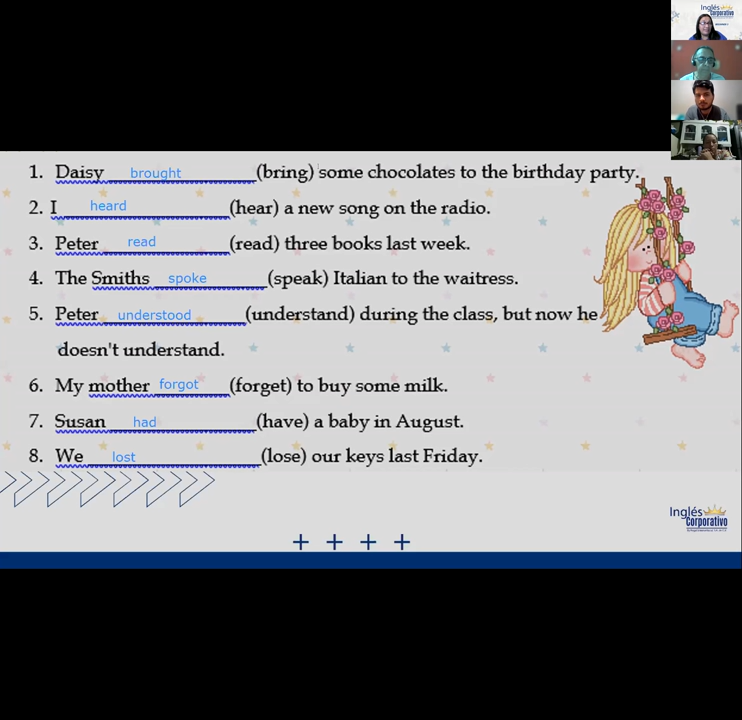 Inglés
Corporativo
1. Daisy brought (bring) some chocolates to the birthday party.
2. I heard (hear) a new song on the radio.
3. Peter read (read) three books last week.
4. The Smiths spoke (speak) Italian to the waitress.
5. Peter understood (understand) during the class, but now he
doesn't understand.
6. My mother forgot (forget) to buy some milk.
7. Susan had (have) a baby in August.
8. We lost (lose) our keys last Friday.
Inglés
Corporativo